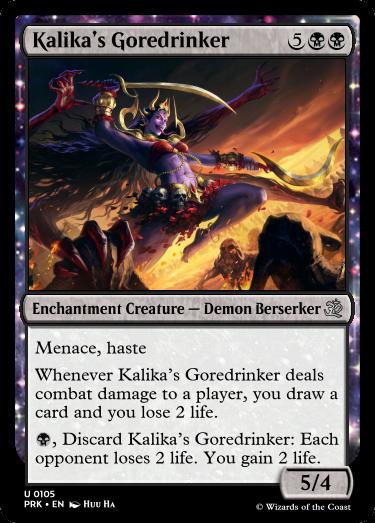 Kalika's Goredrinker 5
Enchantment Creature — Demon Berserker
Menace, haste
Whenever Kalika's Goredrinker deals
combat damage to a player, you draw a
card and you lose 2 life.
, Discard Kalika's Goredrinker: Each
opponent loses 2 life. You gain 2 life.
5/4
U 0105
PRK • EN Huu Ha
© Wizards of the Coast